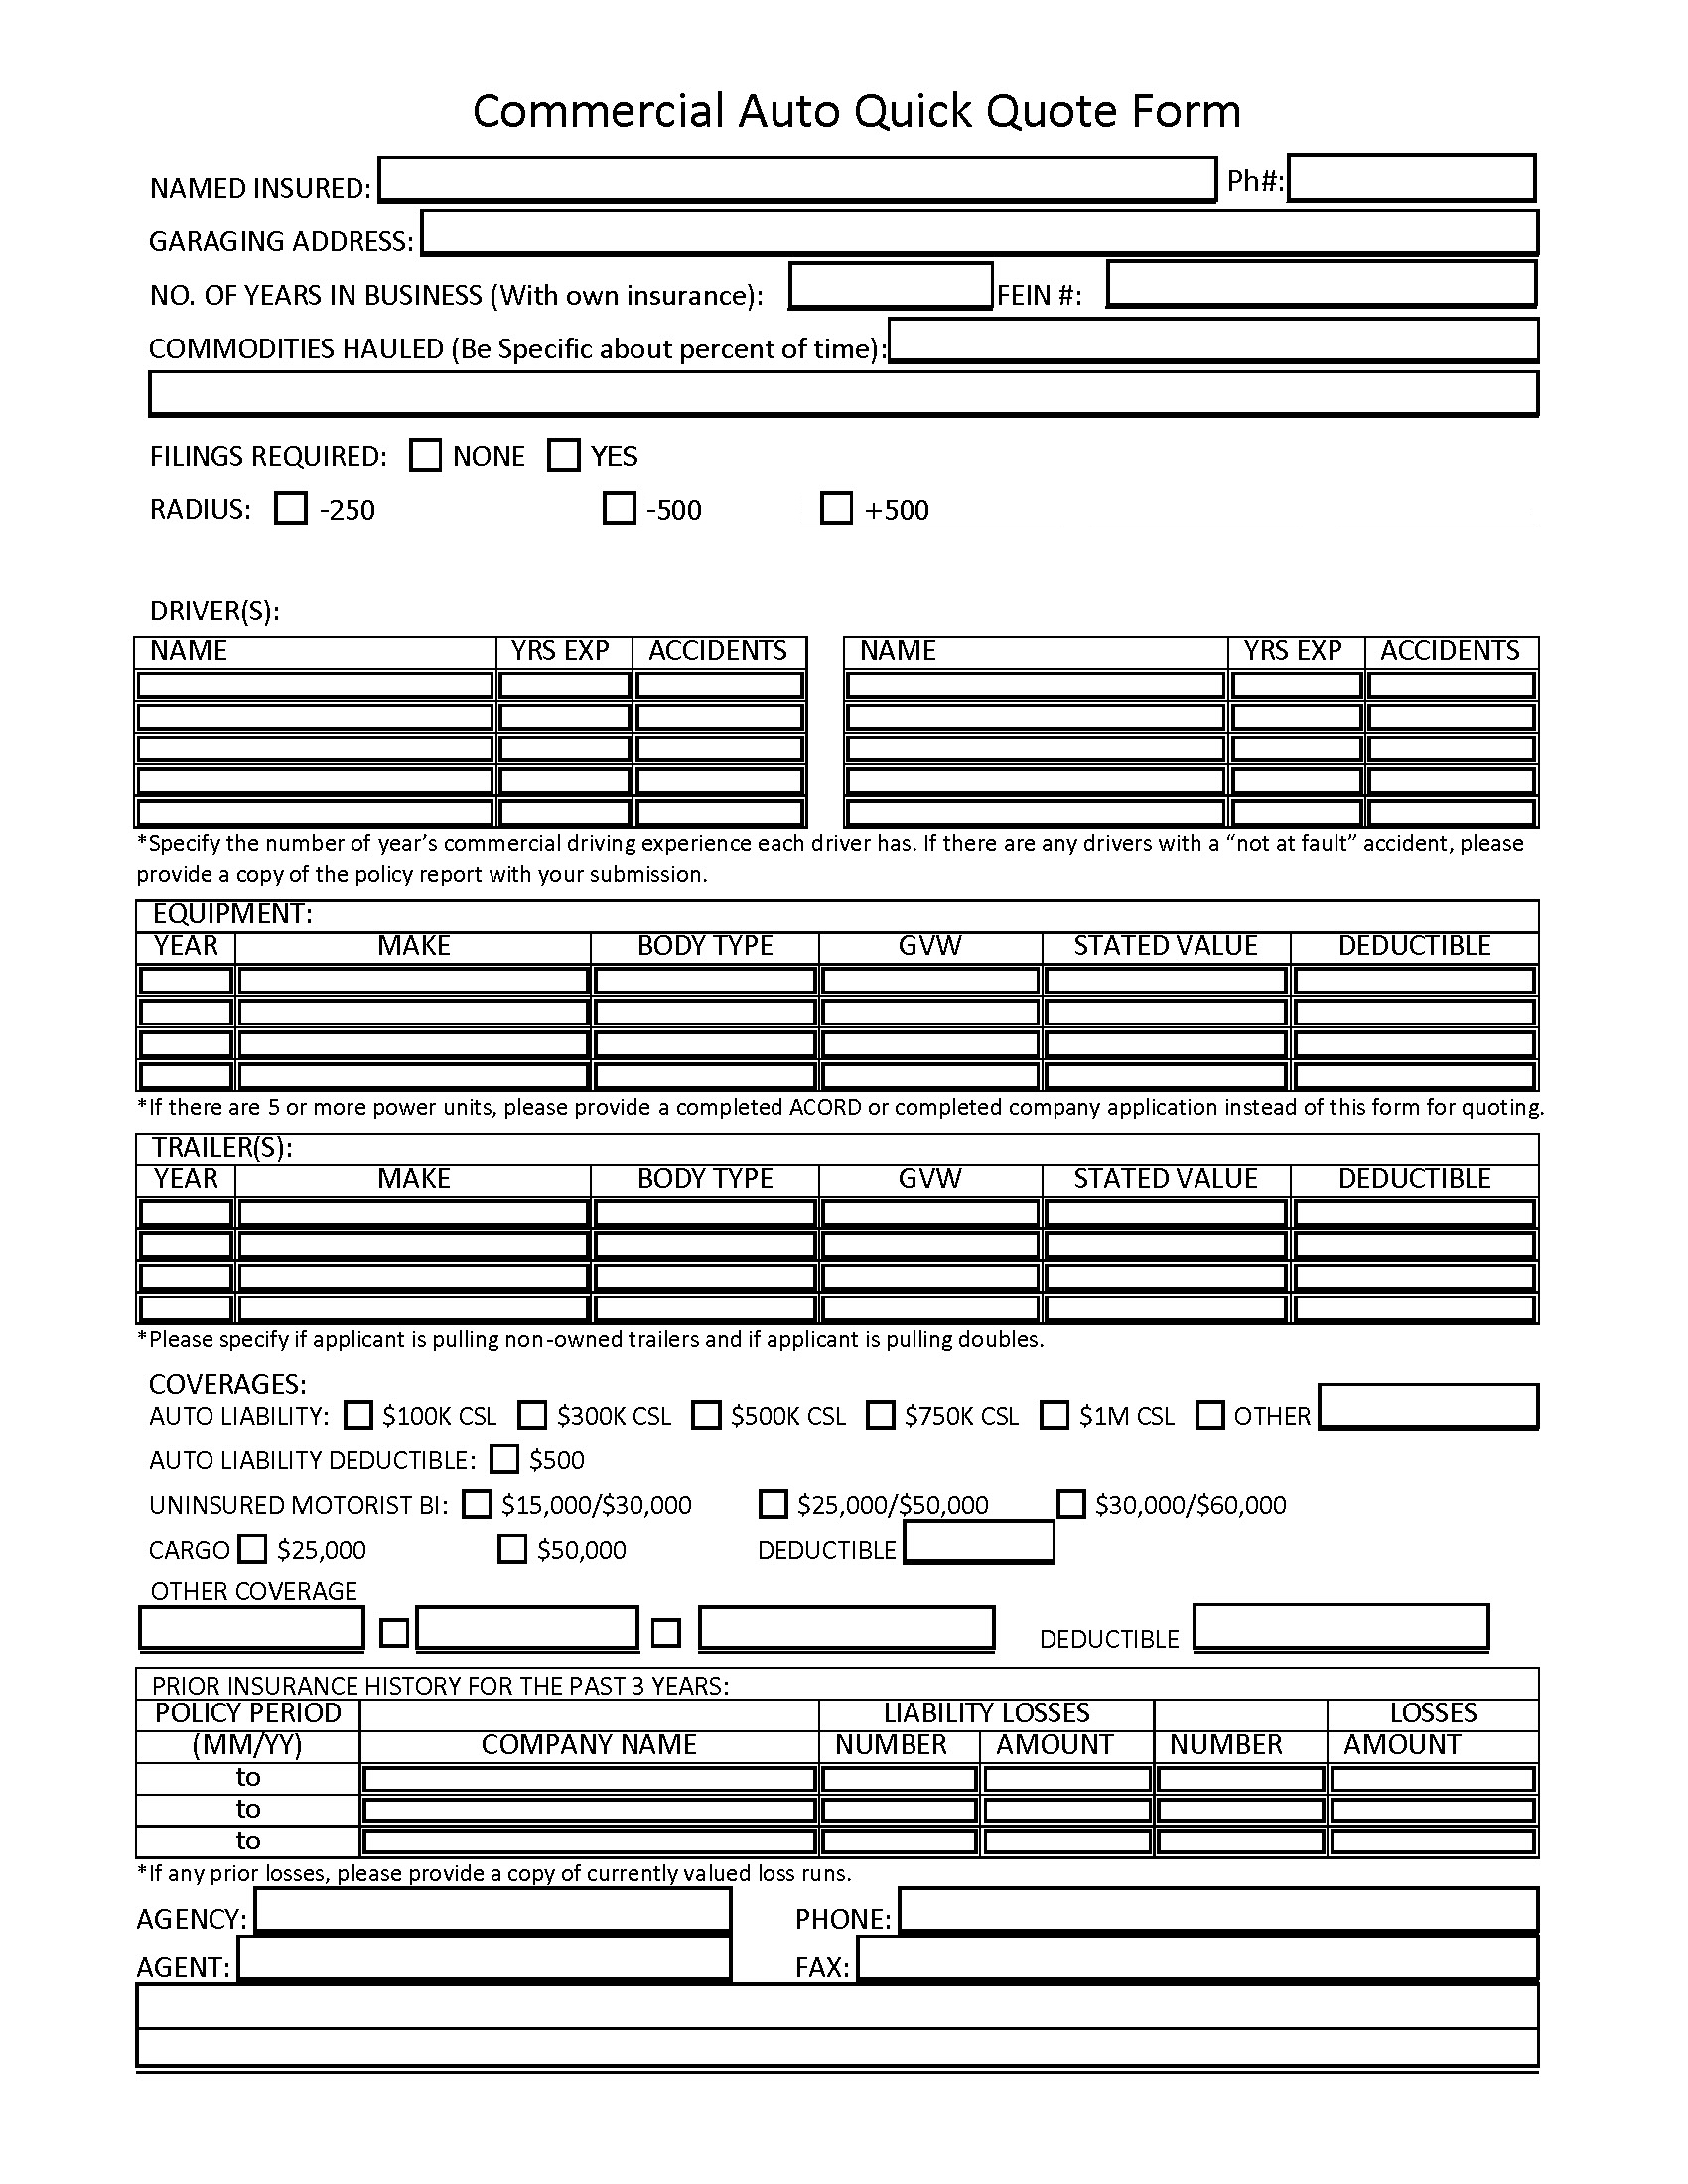 Commercial Auto Quick Quote Form
NAMED INSURED: Ph#:
GARAGING ADDRESS:
NO. OF YEARS IN BUSINESS (With own insurance): FEIN #:
COMMODITIES HAULED (Be Specific about percent of time):
FILINGS REQUIRED: NONE YES
RADIUS: -250 -500 +500
DRIVER(S):
NAME YRS EXP ACCIDENTS NAME YRS EXP ACCIDENTS
*Specify the number of year’s commercial driving experience each driver has. If there are any drivers with a “not at fault” accident, please
provide a copy of the policy report with your submission.
EQUIPMENT:
YEAR MAKE BODY TYPE GVW STATED VALUE DEDUCTIBLE
*If there are 5 or more power units, please provide a completed ACORD or completed company application instead of this form for quoting.
TRAILER(S):
YEAR MAKE BODY TYPE GVW STATED VALUE DEDUCTIBLE
*Please specify if applicant is pulling non-owned trailers and if applicant is pulling doubles.
COVERAGES:
AUTO LIABILITY: $100K CSL $300K CSL $500K CSL $750K CSL $1M CSL OTHER
AUTO LIABILITY DEDUCTIBLE: $500
UNINSURED MOTORIST BI: $15,000/$30,000 $25,000/$50,000 $30,000/$60,000
CARGO $25,000 $50,000 DEDUCTIBLE
OTHER COVERAGE
DEDUCTIBLE
PRIOR INSURANCE HISTORY FOR THE PAST 3 YEARS:
POLICY PERIOD LIABILITY LOSSES LOSSES
(MM/YY) COMPANY NAME NUMBER AMOUNT NUMBER AMOUNT
to
to
to
*If any prior losses, please provide a copy of currently valued loss runs.
AGENCY: PHONE:
AGENT: FAX: